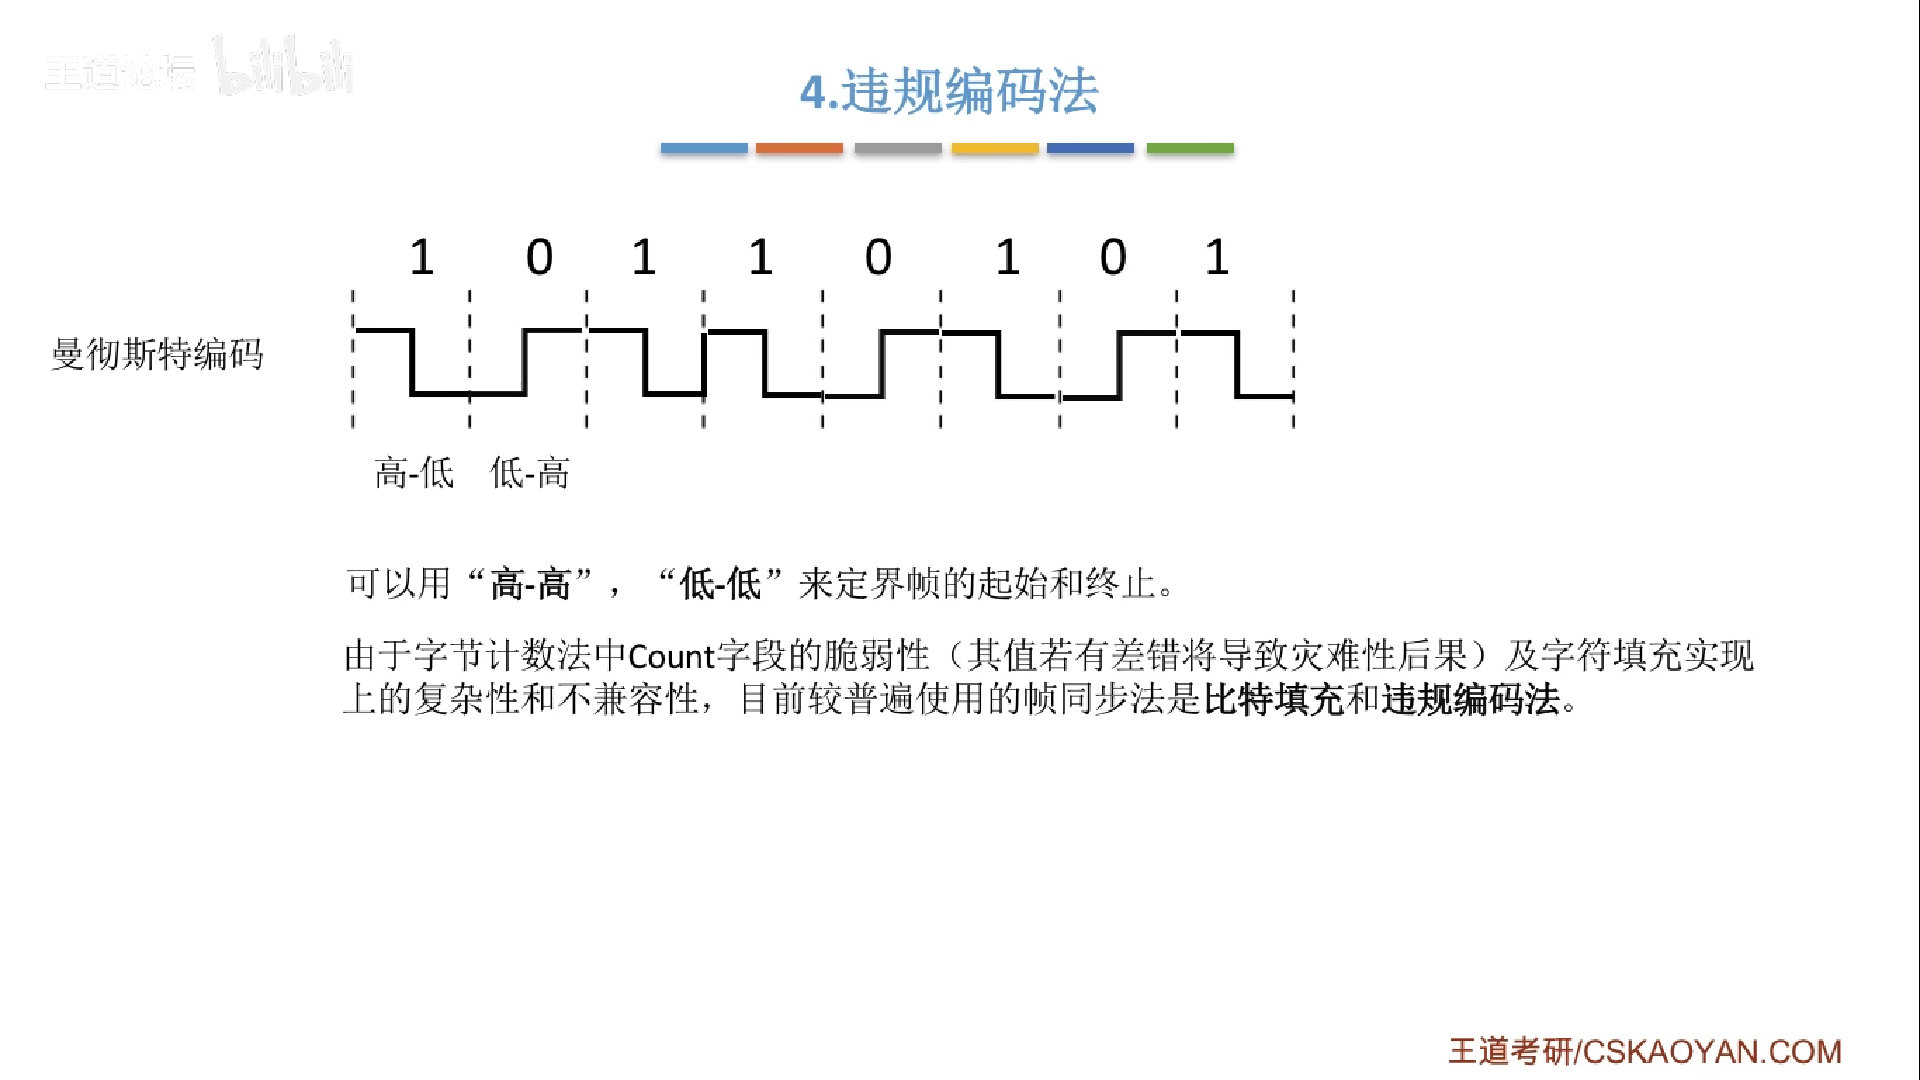 王道论坛 bilibili
4.违规编码法
1 0 1 1 0 1 0 1
曼彻斯特编码
高-低 低-高
可以用“高-高”，“低-低”来定界帧的起始和终止。
由于字节计数法中Count字段的脆弱性（其值若有差错将导致灾难性后果）及字符填充实现
上的复杂性和不兼容性，目前较普遍使用的帧同步法是比特填充和违规编码法。
王道考研/CSKAOYAN.COM